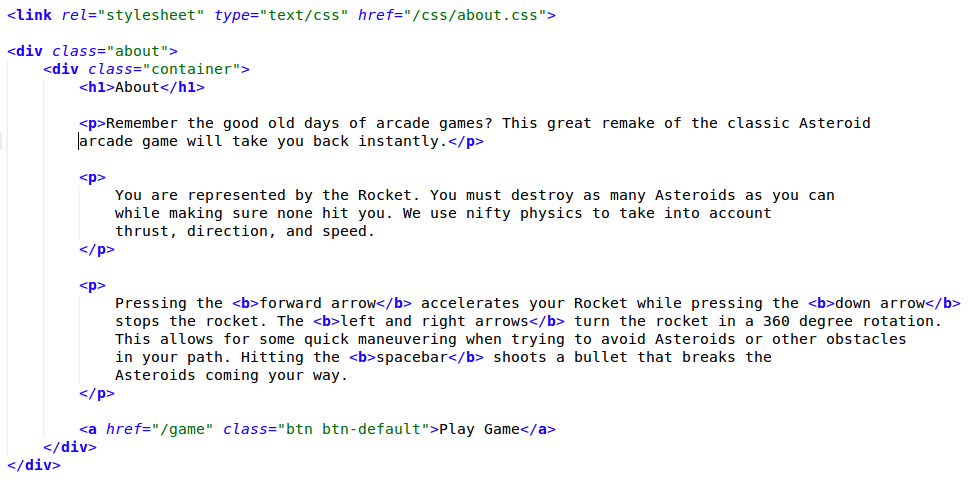 <link rel="stylesheet" type="text/css" href="/css/about.css">
<div class="about">
<div class="container">
<h1>About</h1>
<p>Remember the good old days of arcade games? This great remake of the classic Asteroid
arcade game will take you back instantly.</p>
<p>
You are represented by the Rocket. You must destroy as many Asteroids as you can
while making sure none hit you. We use nifty physics to take into account
thrust, direction, and speed.
</p>
<p>
Pressing the <b>forward arrow</b> accelerates your Rocket while pressing the <b>down arrow</b>
stops the rocket. The <b>left and right arrows</b> turn the rocket in a 360 degree rotation.
This allows for some quick maneuvering when trying to avoid Asteroids or other obstacles
in your path. Hitting the <b>spacebar</b> shoots a bullet that breaks the
Asteroids coming your way.
</p>
<a href="/game" class="btn btn-default">Play Game</a>
</div>
</div>